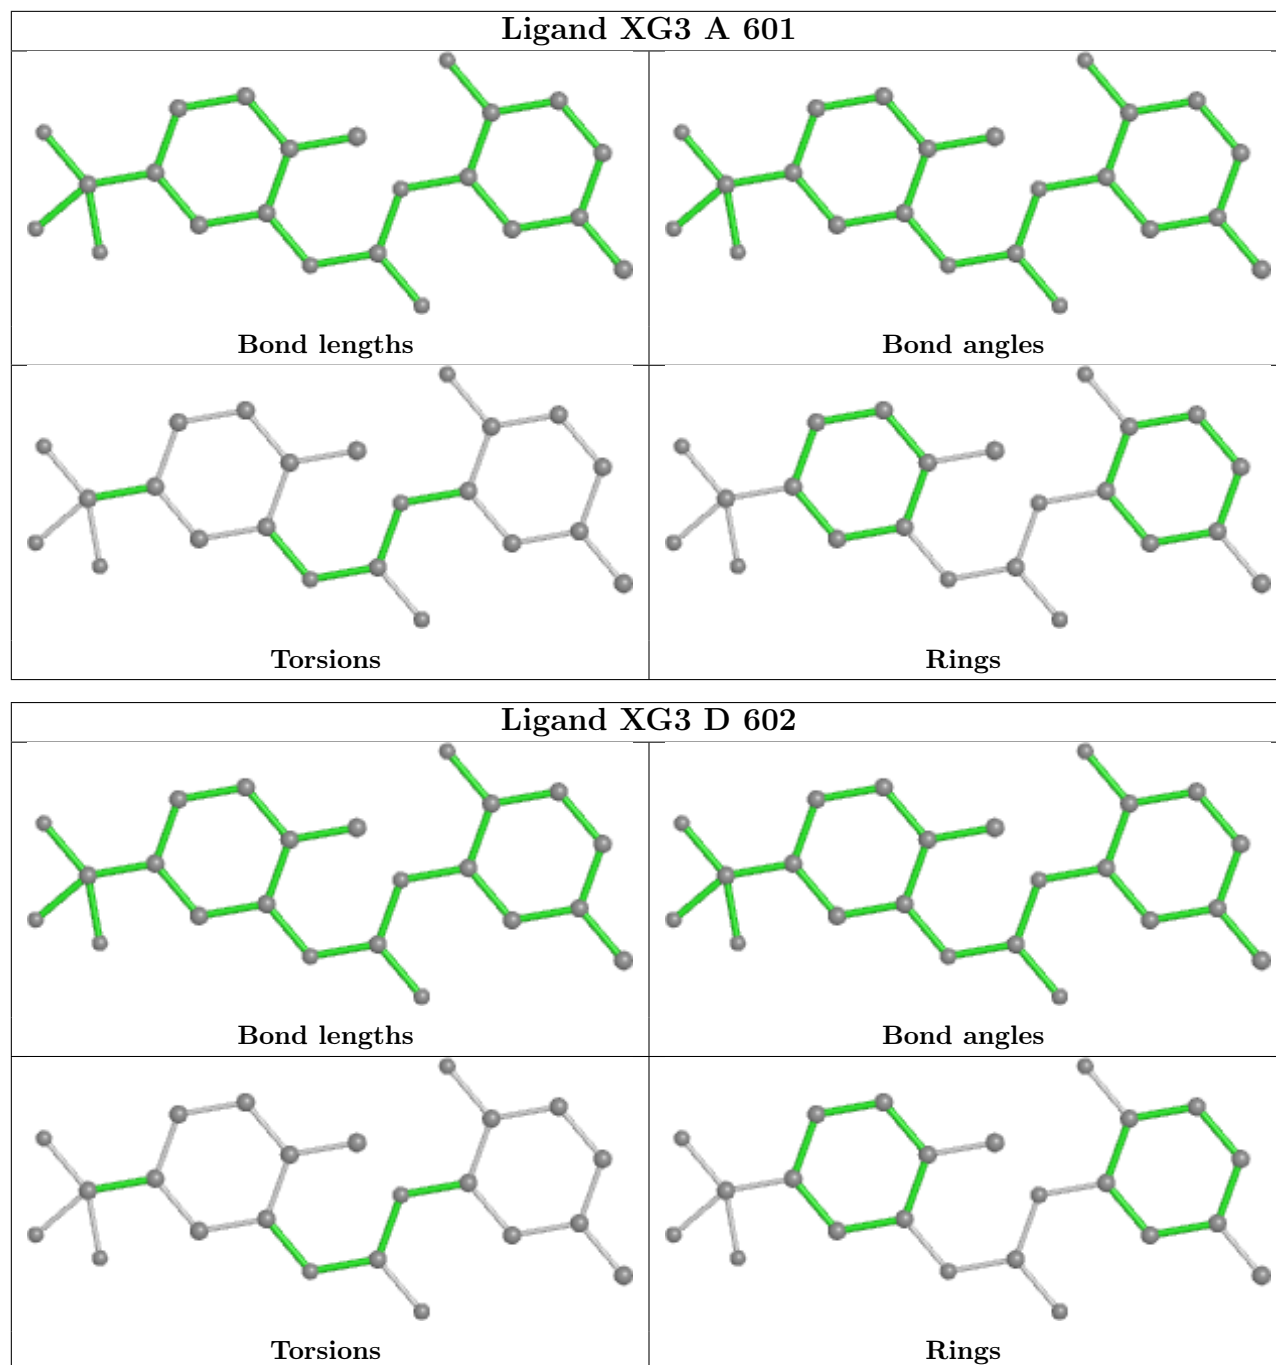 Ligand XG3 A 601
Bond lengths
Bond angles
Torsions
Rings
Ligand XG3 D 602
Bond lengths
Bond angles
Torsions
Rings